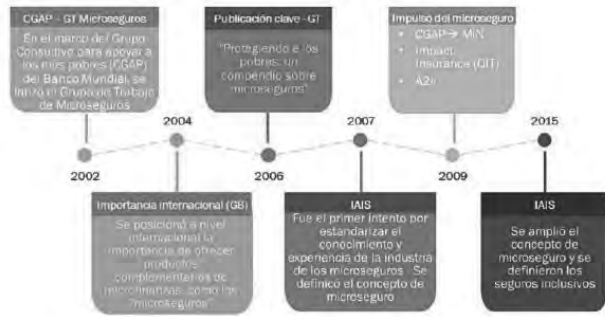 CGAP - GT Microseguros
En el marco del Grupo
Consultivo para apoyar a
los más pobres (CGAP)
del Banco Mundial, se
inició el Grupo de Trabajo
de Microseguros
Publicación clave - GT
"Protegiendo a los
pobres: un
compendio sobre
microseguros"
Impulso del microseguro
• CGAP→ MIN
• Impact
Insurance (OIT)
• A2ii
2004
2007
2015
2002
2006
2009
Importancia internacional (G8)
Se posicionó a nivel
internacional la
importancia de ofrecer
productos
complementarios de
microfinanzas, como los
"microseguros"
IAIS
Fue el primer intento por
estandarizar el
conocimiento y
experiencia de la industria
de los microseguros. Se
definió el concepto de
microseguro
IAIS
Se amplió el
concepto de
microseguro y se
definieron los
seguros inclusivos